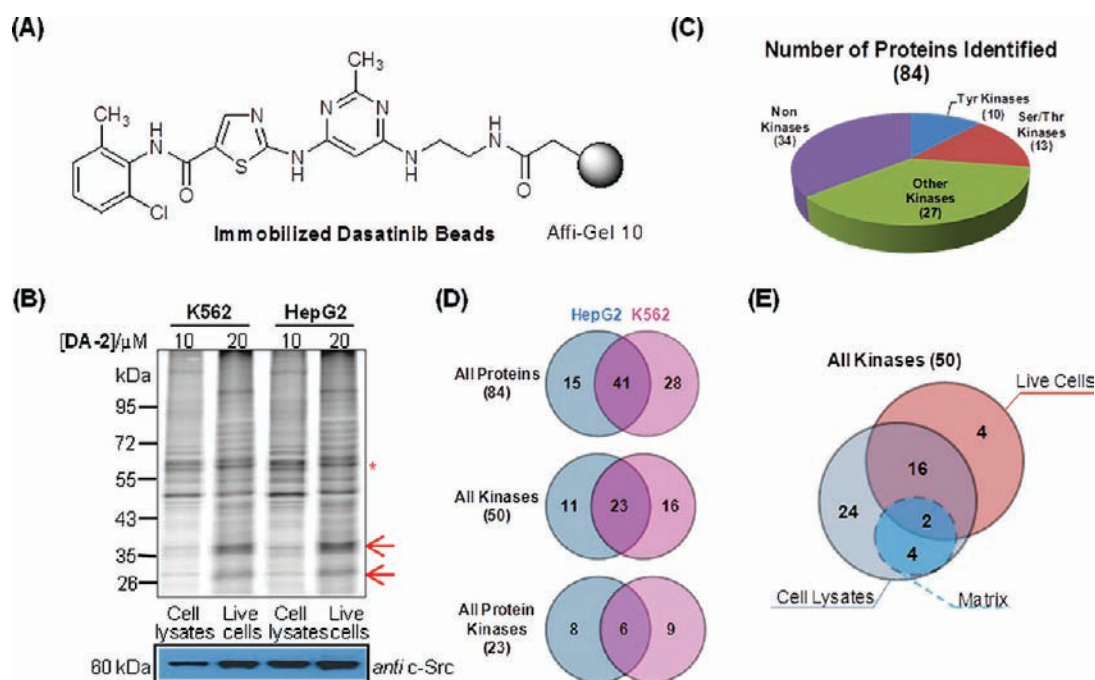 (A)
CH₃
CH₃
N
N
N
H
N
O
S
N
H
N
H
H
N
O
Cl
Immobilized Dasatinib Beads
Affi-Gel 10
(C)
Number of Proteins Identified
(84)
Non
Kinases
(34)
Tyr Kinases
(10)
Ser/Thr
Kinases
(13)
Other
Kinases
(27)
(B)
K562 HepG2
[DA-2]/μM 10 20 10 20
kDa
95
72
55
43
35
26
*
Cell
lysates
Live
cells
Cell
lysates
Live
cells
60 kDa
anti c-Src
(D)
HepG2 K562
All Proteins
(84)
15 41 28
All Kinases
(50)
11 23 16
All Protein
Kinases
(23)
8 6 9
(E)
All Kinases (50)
Live Cells
4
16
24
2
4
Cell Lysates
Matrix